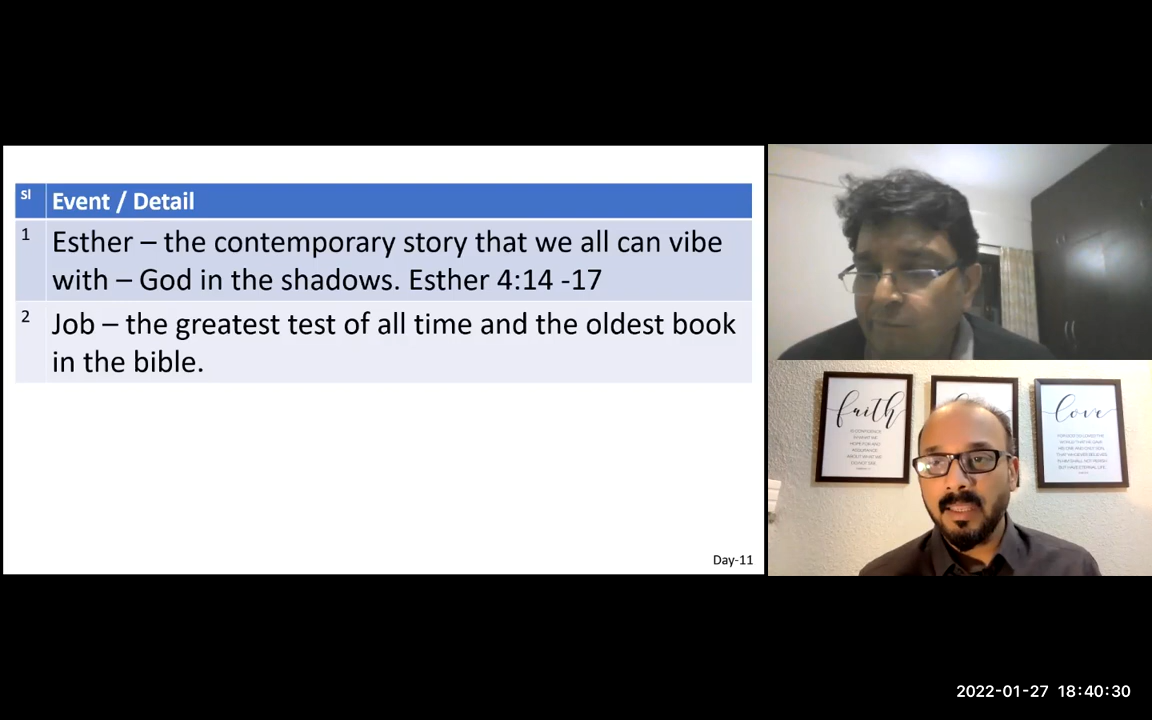 Sl Event / Detail
1 Esther – the contemporary story that we all can vibe
with – God in the shadows. Esther 4:14 -17
2 Job – the greatest test of all time and the oldest book
in the bible.
Day-11
faith
love
2022-01-27 18:40:30